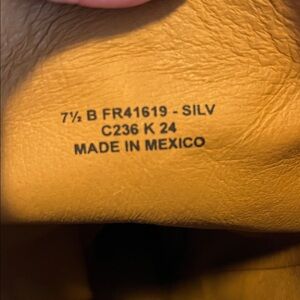 7½ B FR41619 - SILV
C236 K 24
MADE IN MEXICO